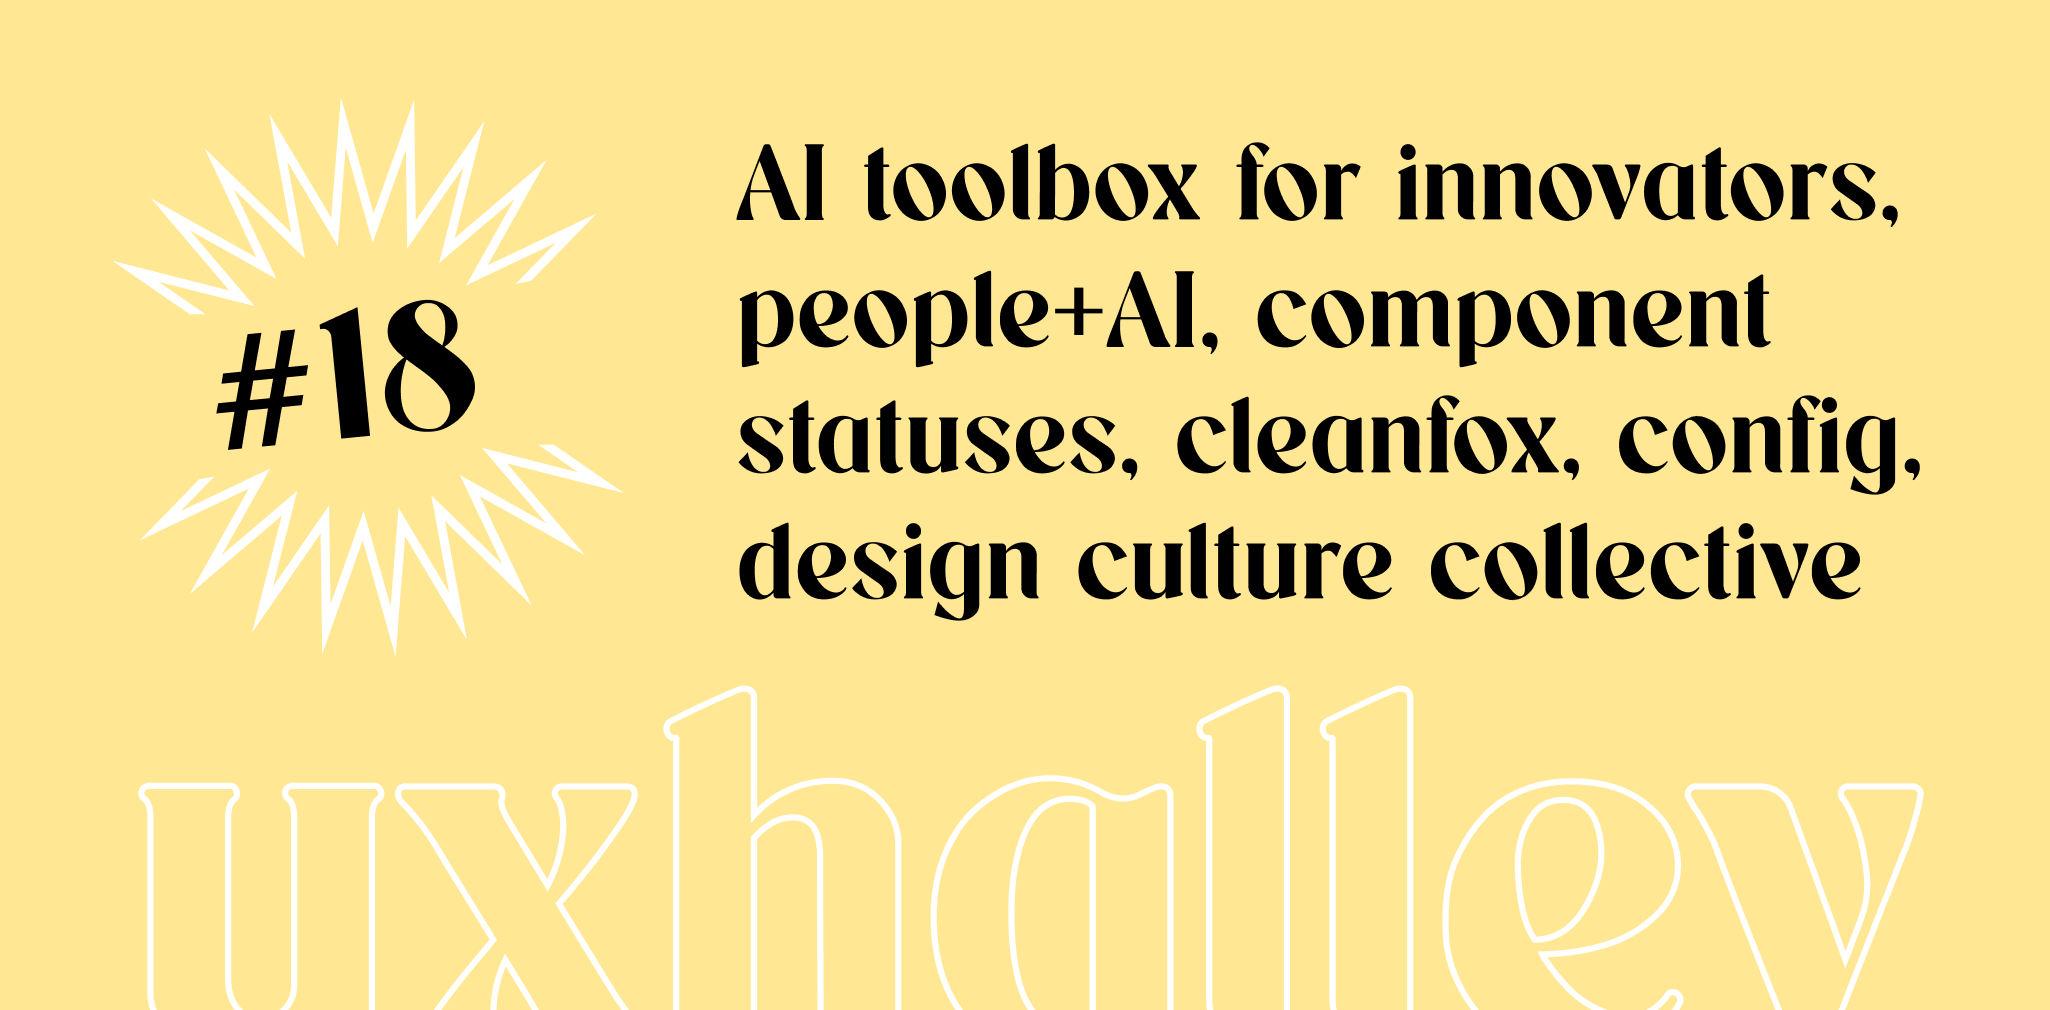 #18
AI toolbox for innovators,
people+AI, component
statuses, cleanfox, config,
design culture collective
uxhalley